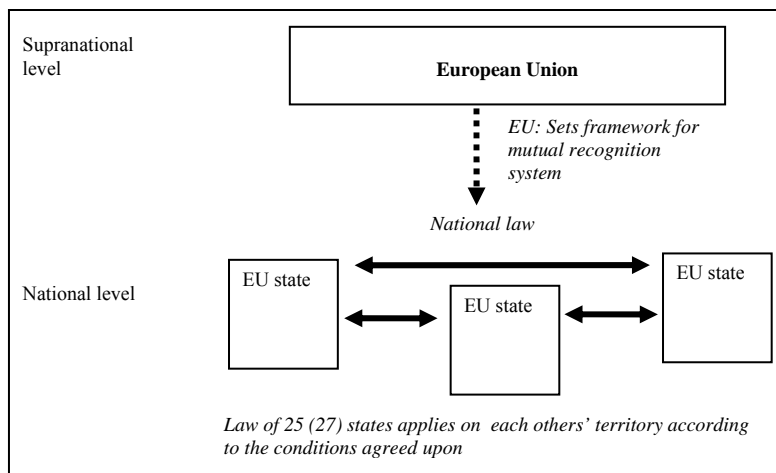 Supranational
level
European Union
EU: Sets framework for
mutual recognition
system
National law
National level
EU state
EU state
EU state
Law of 25 (27) states applies on each others' territory according
to the conditions agreed upon